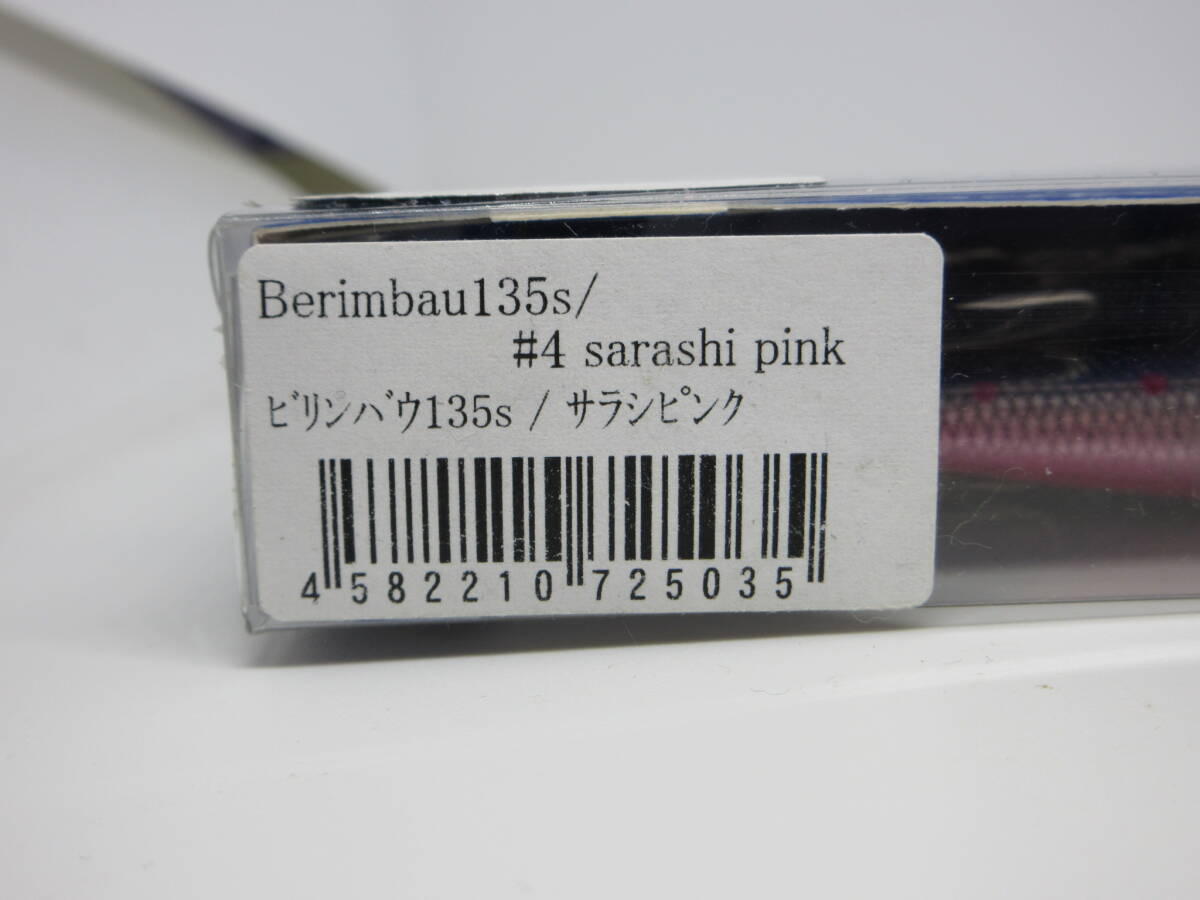 Berimbau135s/
#4 sarashi pink
ﾋﾞﾘﾝﾊﾞｳ135s / ｻﾗｼﾋﾟﾝｸ
4 582210 725035